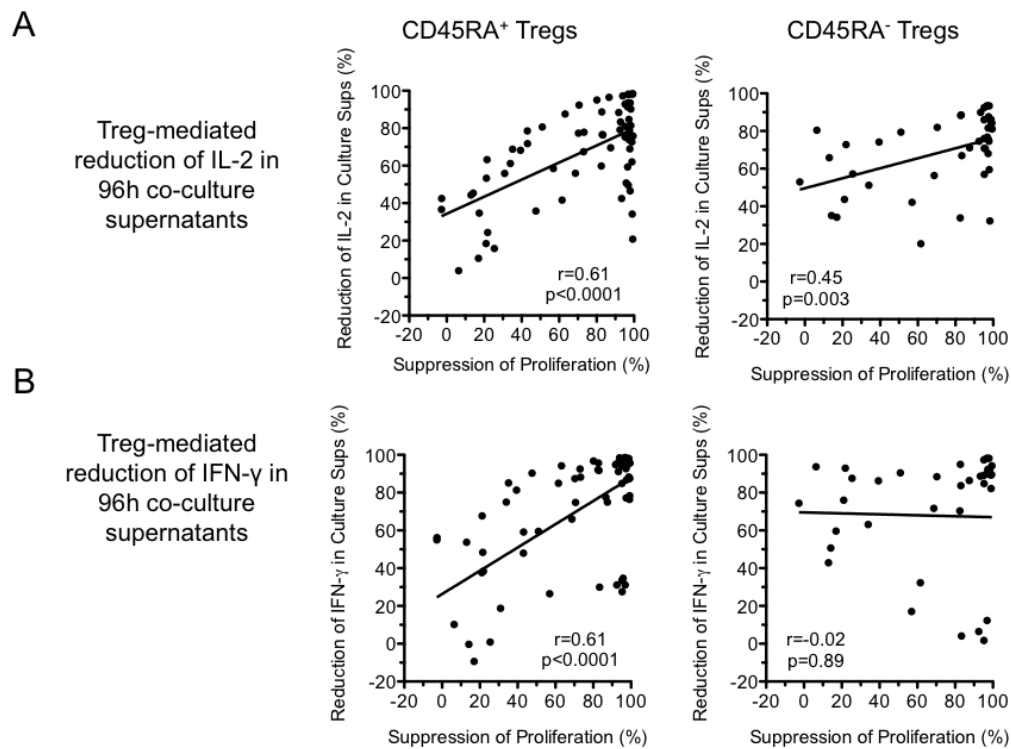 A
CD45RA⁺ Tregs
CD45RA⁻ Tregs
Treg-mediated
reduction of IL-2 in
96h co-culture
supernatants
Reduction of IL-2 in Culture Sups (%)
100
80
60
40
20
0
-20
r=0.61
p<0.0001
-20 0 20 40 60 80 100
Suppression of Proliferation (%)
Reduction of IL-2 in Culture Sups (%)
100
80
60
40
20
0
-20
r=0.45
p=0.003
-20 0 20 40 60 80 100
Suppression of Proliferation (%)
B
Treg-mediated
reduction of IFN-γ in
96h co-culture
supernatants
Reduction of IFN-γ in Culture Sups (%)
100
80
60
40
20
0
-20
r=0.61
p<0.0001
-20 0 20 40 60 80 100
Suppression of Proliferation (%)
Reduction of IFN-γ in Culture Sups (%)
100
80
60
40
20
0
-20
r=-0.02
p=0.89
-20 0 20 40 60 80 100
Suppression of Proliferation (%)